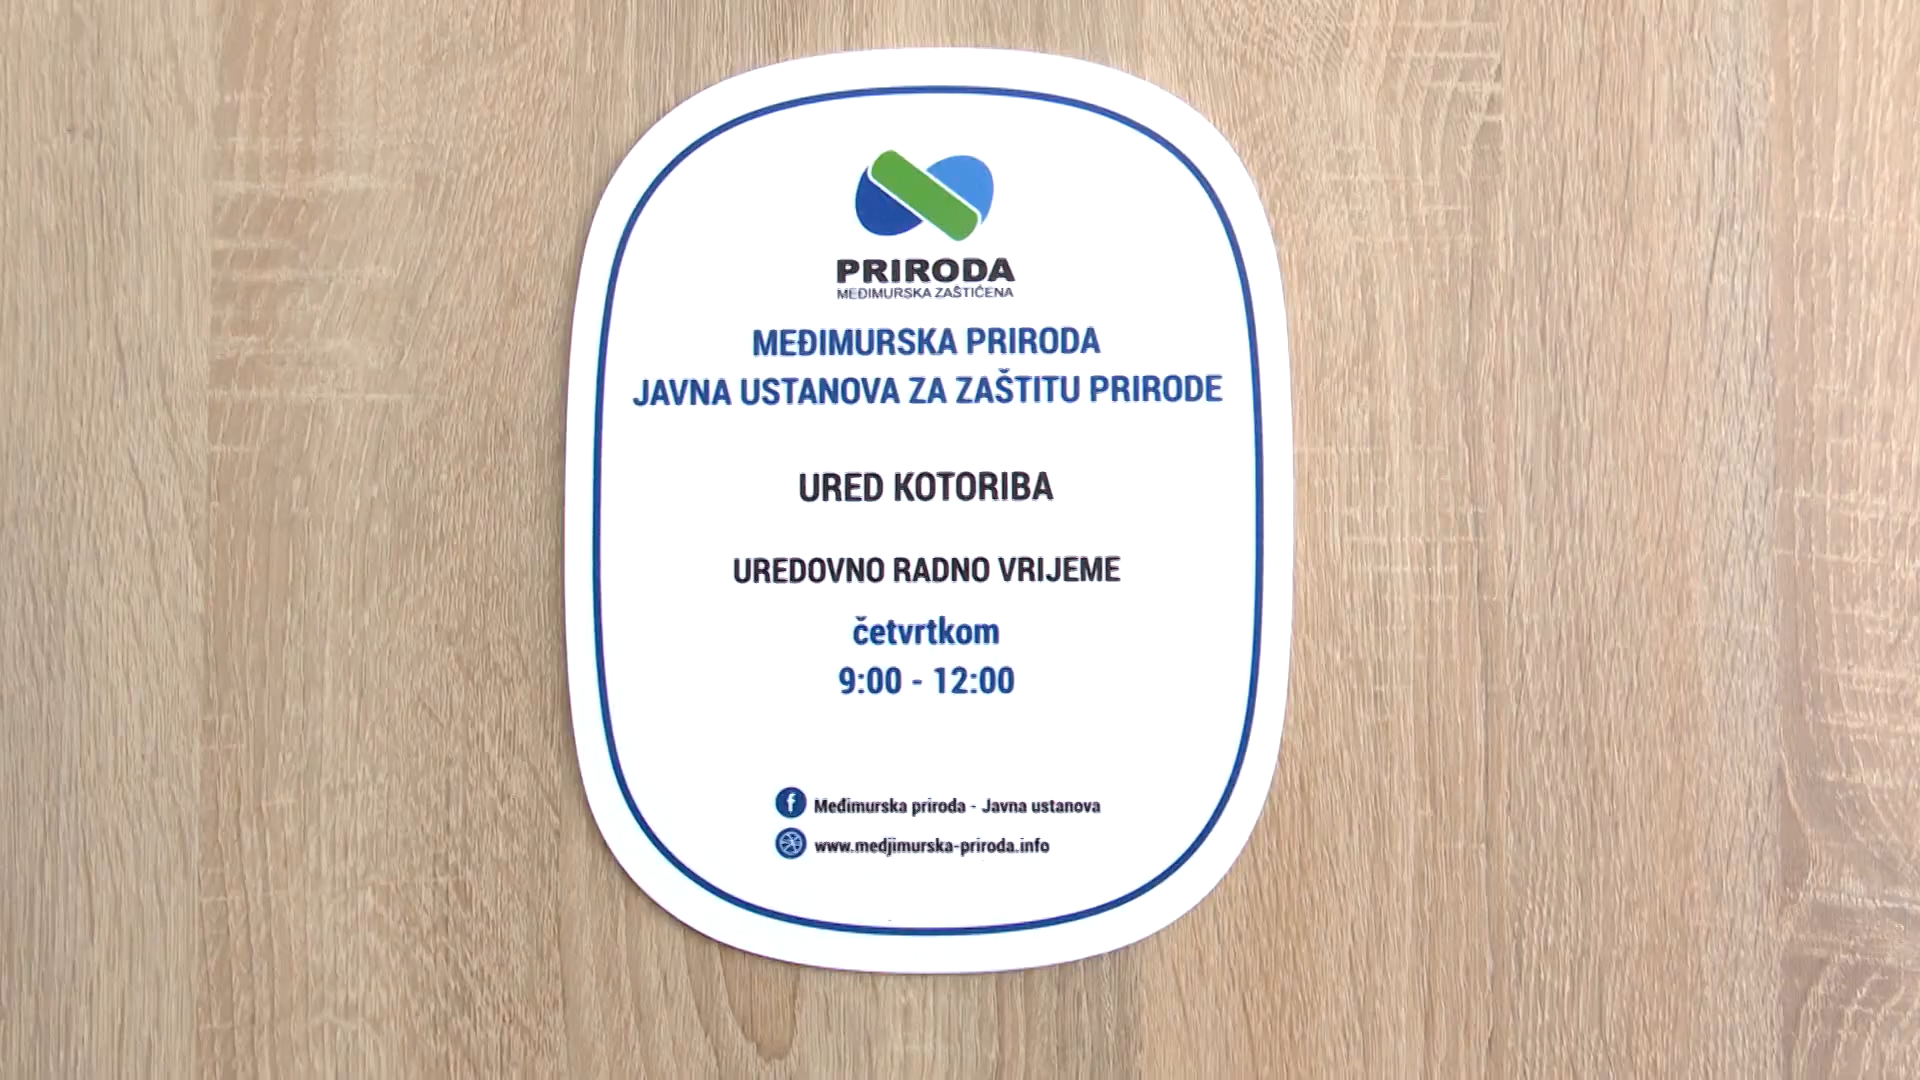 PRIRODA
MEĐIMURSKA ZAŠTIĆENA
MEĐIMURSKA PRIRODA
JAVNA USTANOVA ZA ZAŠTITU PRIRODE
URED KOTORIBA
UREDOVNO RADNO VRIJEME
četvrtkom
9:00 - 12:00
f Međimurska priroda - Javna ustanova
www.medjimurska-priroda.info